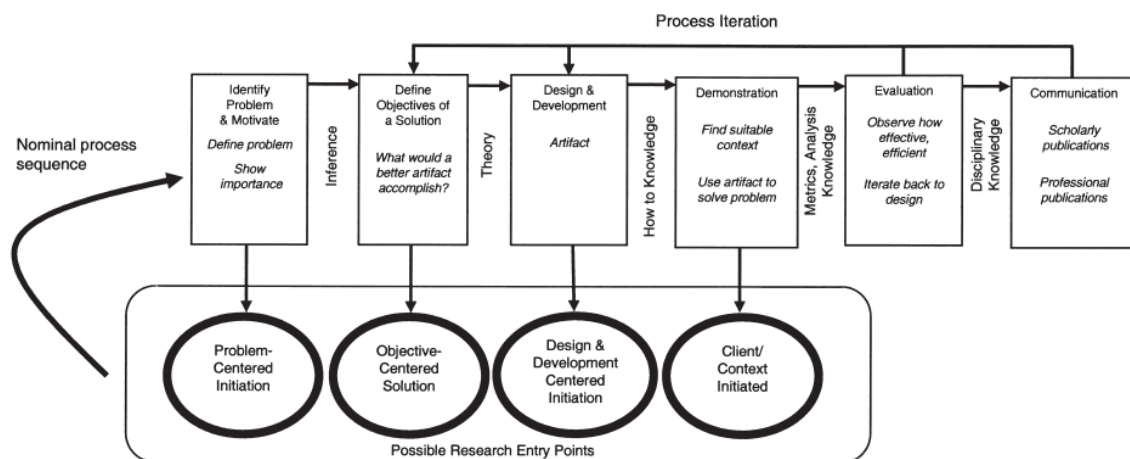 Process Iteration
Nominal process
sequence
Identify
Problem
& Motivate
Define problem
Show
importance
Inference
Define
Objectives of
a Solution
What would a
better artifact
accomplish?
Theory
Design &
Development
Artifact
How to Knowledge
Demonstration
Find suitable
context
Use artifact to
solve problem
Metrics, Analysis
Knowledge
Evaluation
Observe how
effective,
efficient
Iterate back to
design
Disciplinary
Knowledge
Communication
Scholarly
publications
Professional
publications
Problem-
Centered
Initiation
Objective-
Centered
Solution
Design &
Development
Centered
Initiation
Client/
Context
Initiated
Possible Research Entry Points